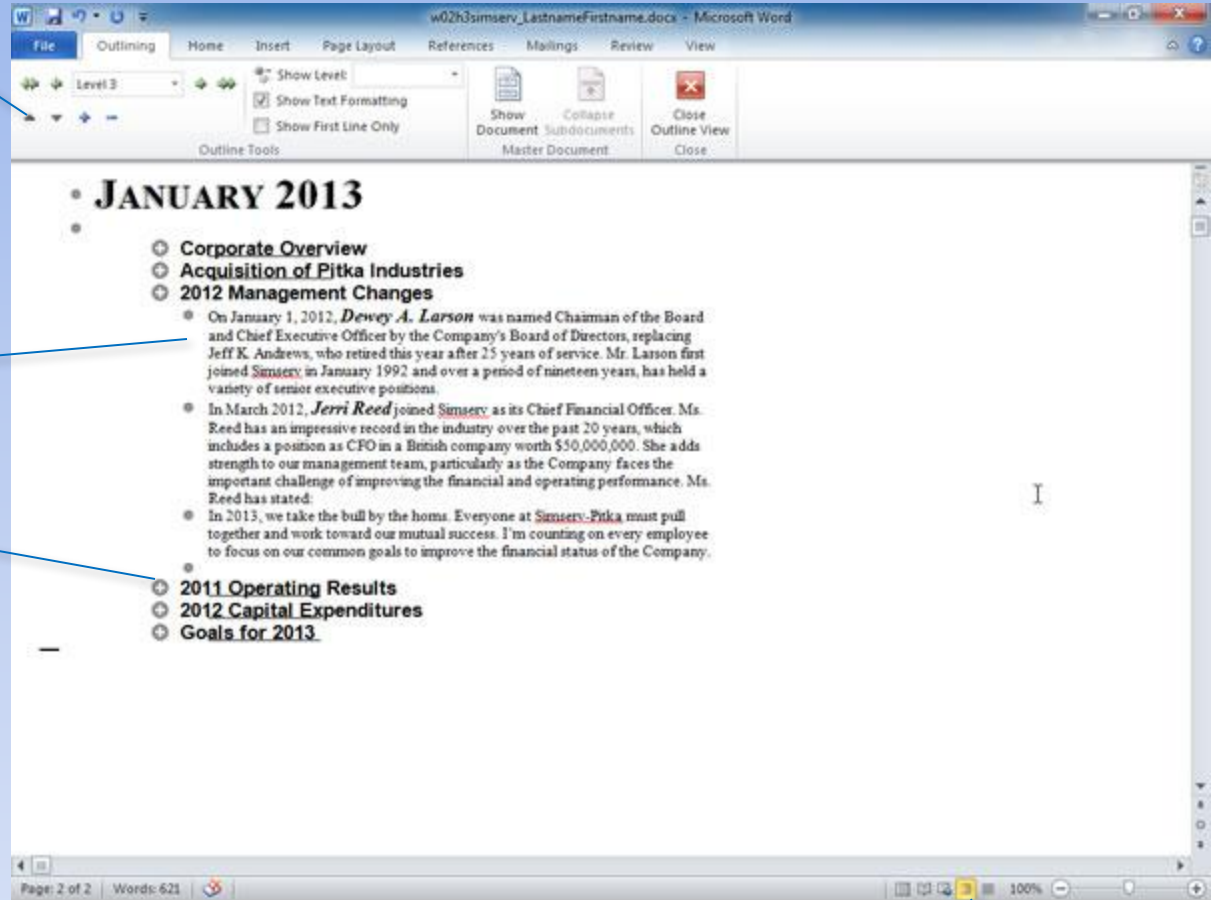 w02h3simserv_LastnameFirstname.docx - Microsoft Word
File Outlining Home Insert Page Layout References Mailings Review View
Level 3
Show Level:
Show Text Formatting
Show First Line Only
Outline Tools
Show Document
Collapse Subdocuments
Master Document
Close Outline View
Close
JANUARY 2013
Corporate Overview
Acquisition of Pitka Industries
2012 Management Changes
On January 1, 2012, Dewey A. Larson was named Chairman of the Board
and Chief Executive Officer by the Company's Board of Directors, replacing
Jeff K. Andrews, who retired this year after 25 years of service. Mr. Larson first
joined Simserv in January 1992 and over a period of nineteen years, has held a
variety of senior executive positions.
In March 2012, Jerri Reed joined Simserv as its Chief Financial Officer. Ms.
Reed has an impressive record in the industry over the past 20 years, which
includes a position as CFO in a British company worth $50,000,000. She adds
strength to our management team, particularly as the Company faces the
important challenge of improving the financial and operating performance. Ms.
Reed has stated:
In 2013, we take the bull by the horns. Everyone at Simserv-Pitka must pull
together and work toward our mutual success. I'm counting on every employee
to focus on our common goals to improve the financial status of the Company.
2011 Operating Results
2012 Capital Expenditures
Goals for 2013
Page: 2 of 2 Words: 621 100%